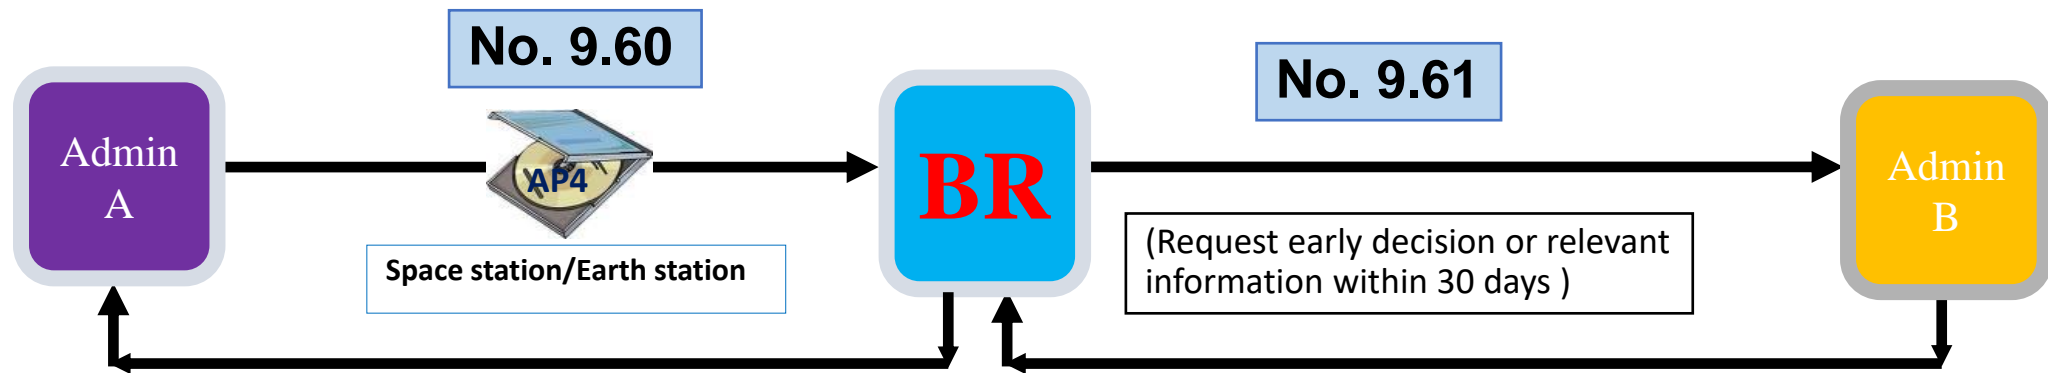 No. 9.60
No. 9.61
Admin
A
AP4
BR
Admin
B
Space station/Earth station
(Request early decision or relevant
information within 30 days )